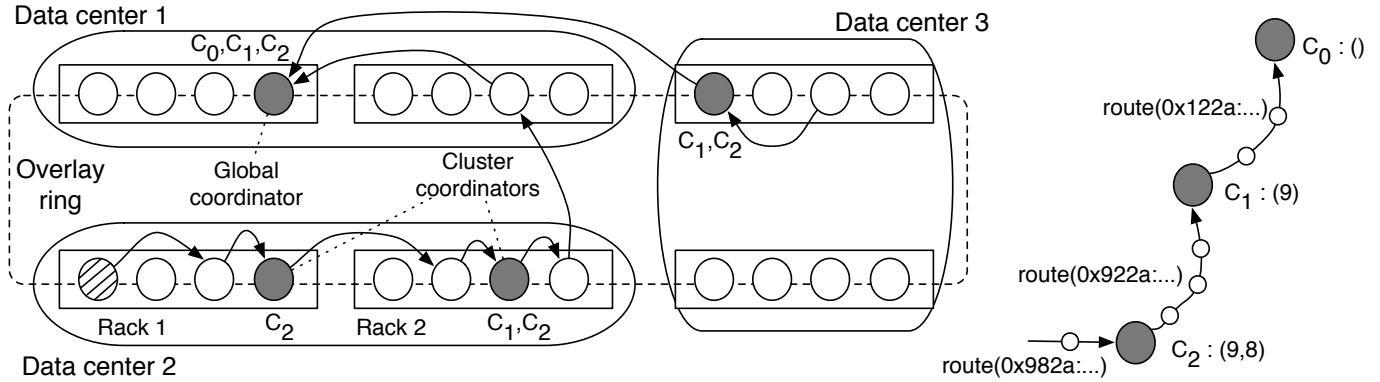 Data center 1
Data center 3
C0,C1,C2
C0 : ()
route(0x122a:...)
C1,C2
Overlay
ring
Global
coordinator
Cluster
coordinators
C1 : (9)
route(0x922a:...)
Rack 1
C2
Rack 2
C1,C2
C2 : (9,8)
route(0x982a:...)
Data center 2